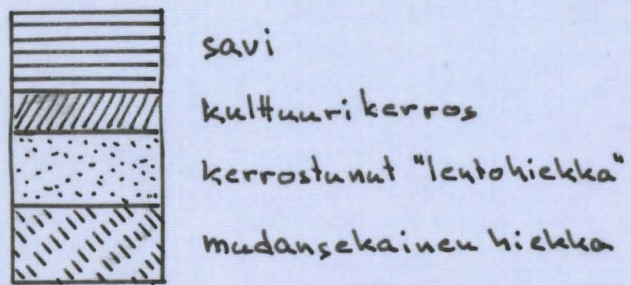 savi
kulttuurikerros
kerrostunut "lentohiekka"
mudansekainen hiekka